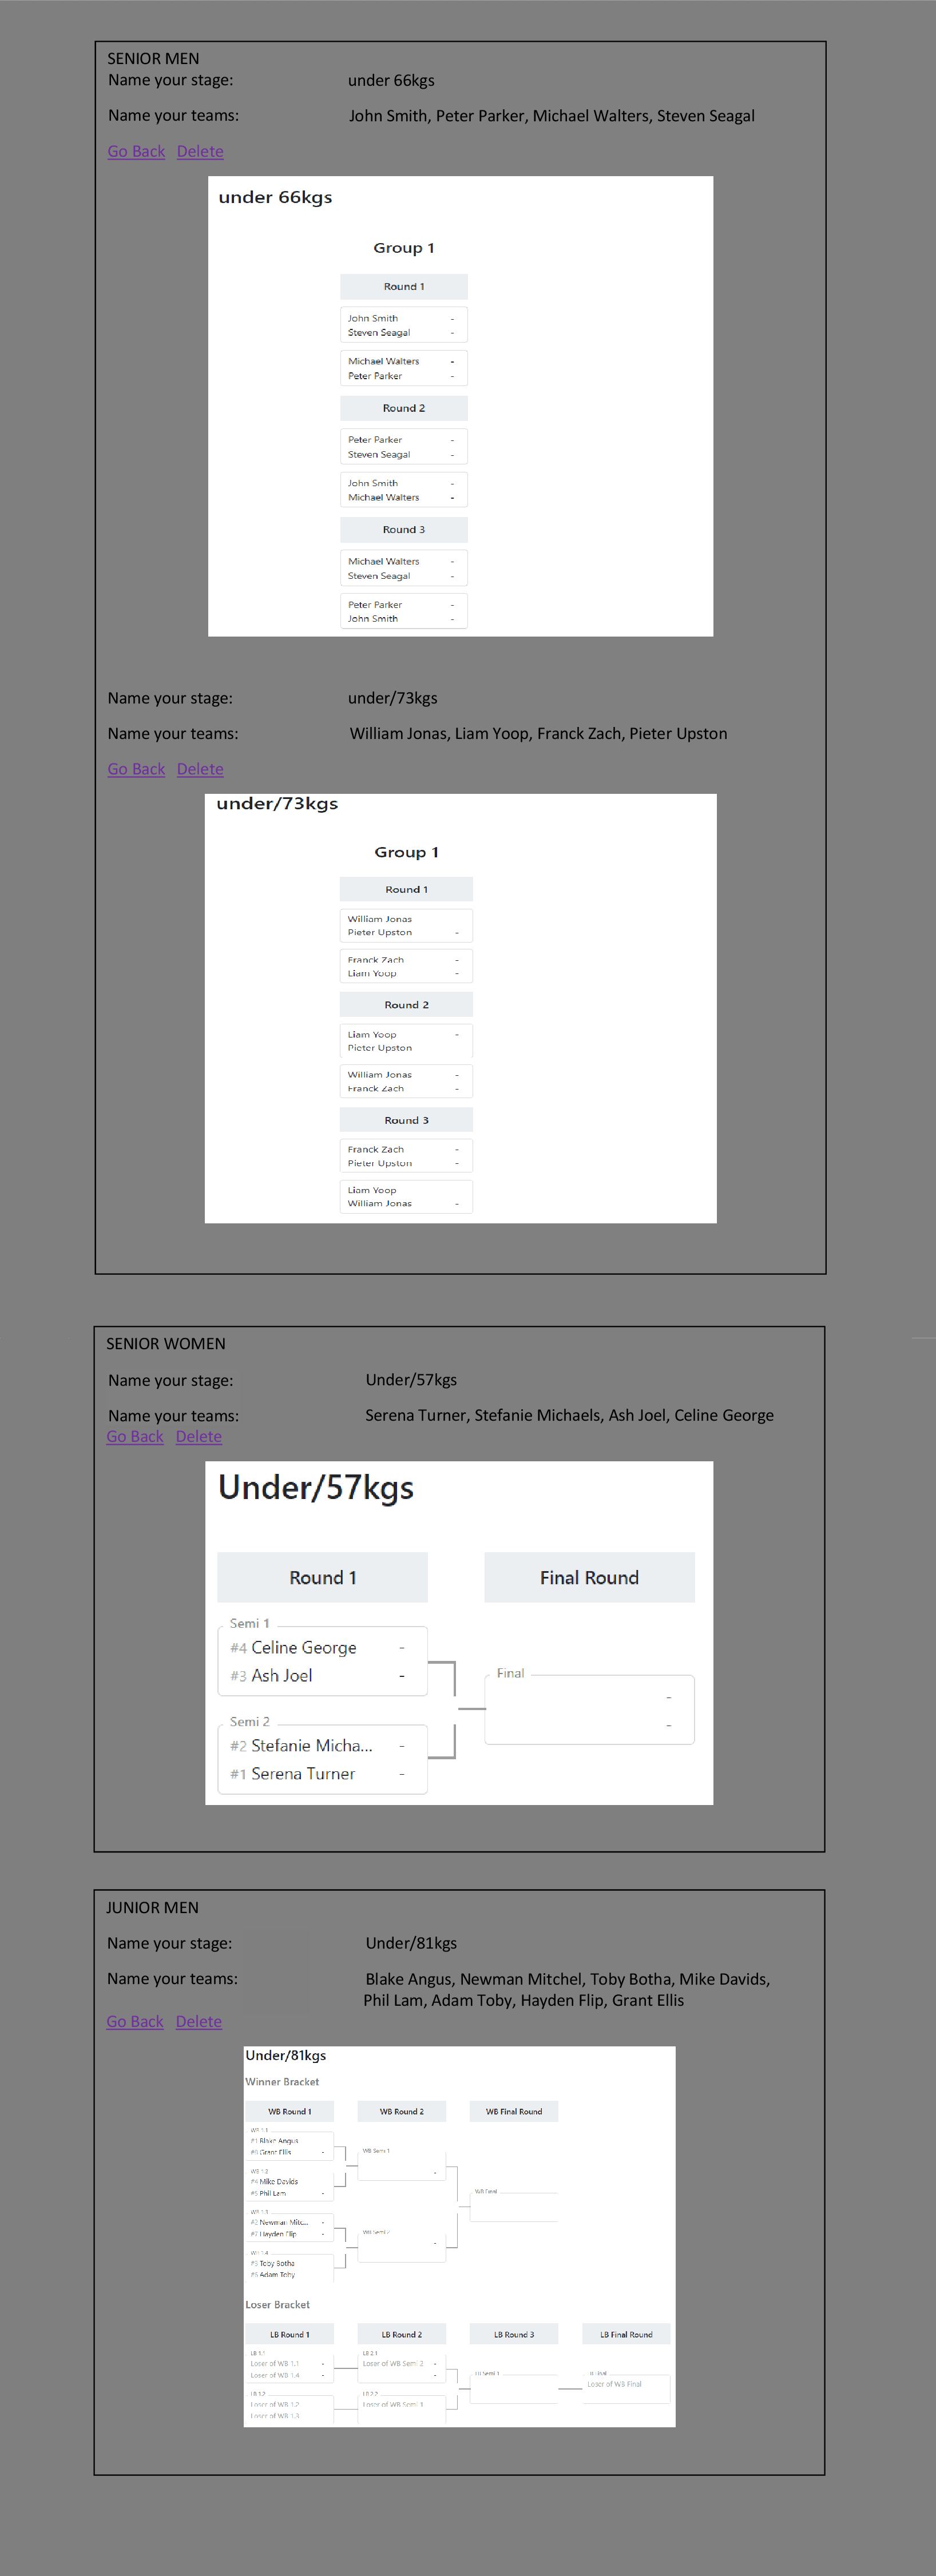 SENIOR MEN
Name your stage: under 66kgs
Name your teams: John Smith, Peter Parker, Michael Walters, Steven Seagal
Go Back Delete
under 66kgs
Group 1
Round 1
John Smith -
Steven Seagal -
Michael Walters -
Peter Parker -
Round 2
Peter Parker -
Steven Seagal -
John Smith -
Michael Walters -
Round 3
Michael Walters -
Steven Seagal -
Peter Parker -
John Smith -
Name your stage: under/73kgs
Name your teams: William Jonas, Liam Yoop, Franck Zach, Pieter Upston
Go Back Delete
under/73kgs
Group 1
Round 1
William Jonas
Pieter Upston -
Franck Zach -
Liam Yoop -
Round 2
Liam Yoop -
Pieter Upston
William Jonas -
Franck Zach -
Round 3
Franck Zach -
Pieter Upston -
Liam Yoop
William Jonas -
SENIOR WOMEN
Name your stage: Under/57kgs
Name your teams: Serena Turner, Stefanie Michaels, Ash Joel, Celine George
Go Back Delete
Under/57kgs
Round 1 Final Round
Semi 1
#4 Celine George -
#3 Ash Joel -
Final
-
-
Semi 2
#2 Stefanie Micha... -
#1 Serena Turner -
JUNIOR MEN
Name your stage: Under/81kgs
Name your teams: Blake Angus, Newman Mitchel, Toby Botha, Mike Davids,
Phil Lam, Adam Toby, Hayden Flip, Grant Ellis
Go Back Delete
Under/81kgs
Winner Bracket
WB Round 1 WB Round 2 WB Final Round
WB 1.1
#1 Blake Angus
#8 Grant Ellis -
WB Semi 1
-
WB 1.2
#4 Mike Davids
#5 Phil Lam -
WB Final
WB 1.3
#2 Newman Mitc... -
#7 Hayden Flip -
WB Semi 2
-
WB 1.4
Toby Botha
#6 Adam Toby
Loser Bracket
LB Round 1 LB Round 2 LB Round 3 LB Final Round
LB 1.1 LB 2.1
Loser of WB 1.1 - Loser of WB Semi 2 -
Loser of WB 1.4 - -
LB Semi 1 LB Final
Loser of WB Final
LB 1.2 LB 2.2
Loser of WB 1.2 Loser of WB Semi 1
Loser of WB 1.3